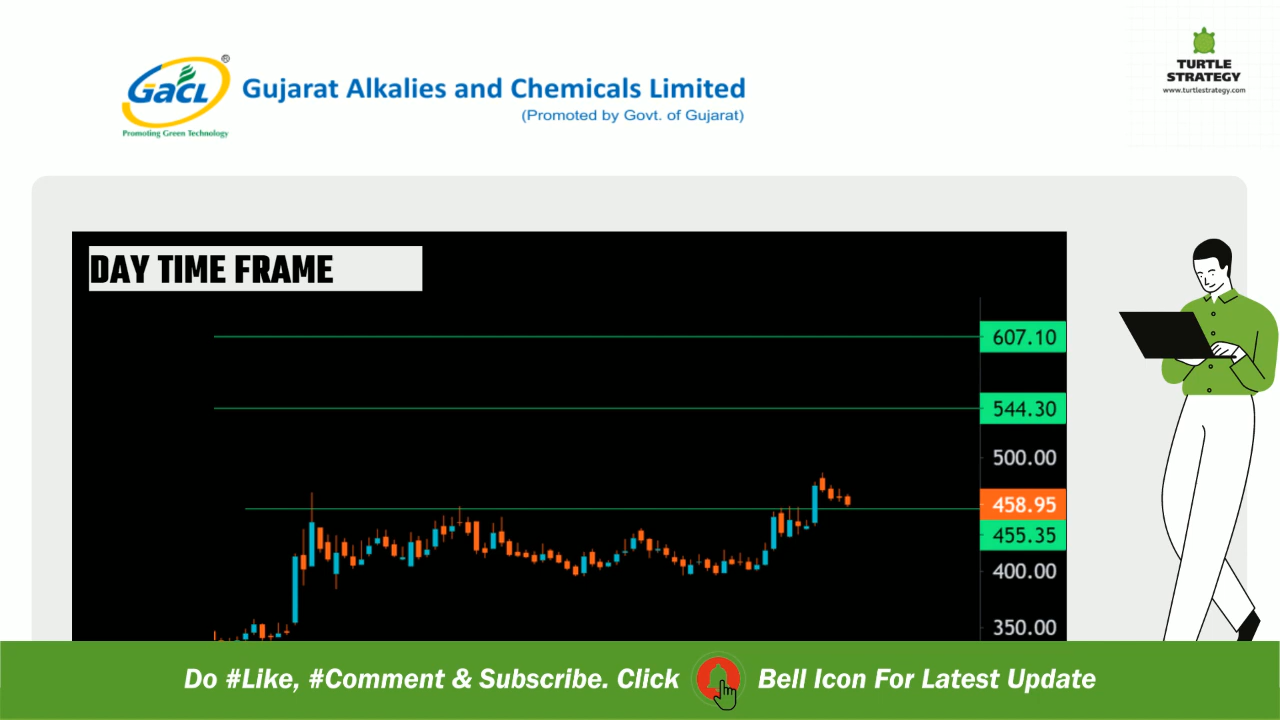 GACL
®
Promoting Green Technology
Gujarat Alkalies and Chemicals Limited
(Promoted by Govt. of Gujarat)
TURTLE
STRATEGY
www.turtlestrategy.com
DAY TIME FRAME
607.10
544.30
500.00
458.95
455.35
400.00
350.00
Do #Like, #Comment & Subscribe. Click Bell Icon For Latest Update